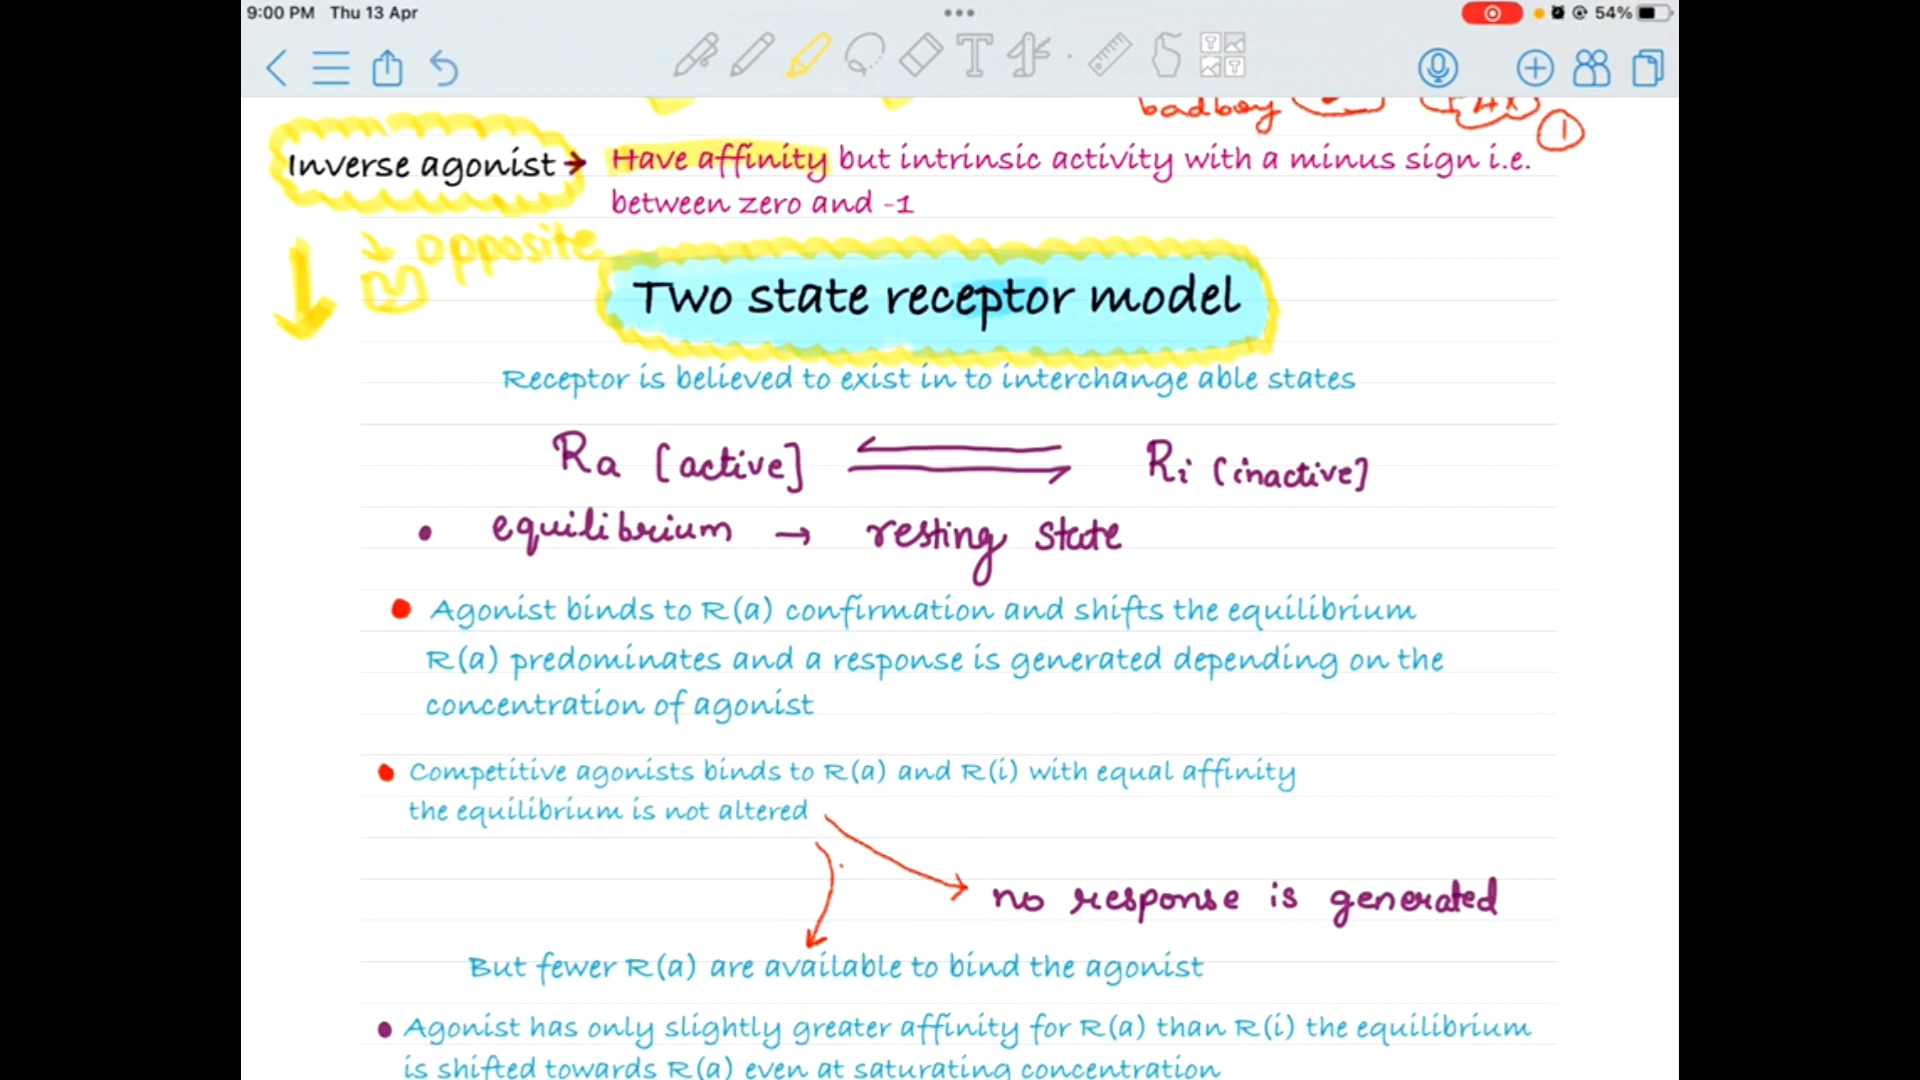 9:00 PM Thu 13 Apr
54%
badboy
1
Inverse agonist → Have affinity but intrinsic activity with a minus sign i.e.
between zero and -1
opposite
Two state receptor model
Receptor is believed to exist in to interchange able states
Ra [active] ⇌ Ri [inactive]
• equilibrium → resting state
• Agonist binds to R(a) confirmation and shifts the equilibrium
R(a) predominates and a response is generated depending on the
concentration of agonist
• Competitive agonists binds to R(a) and R(i) with equal affinity
the equilibrium is not altered
no response is generated
But fewer R(a) are available to bind the agonist
• Agonist has only slightly greater affinity for R(a) than R(i) the equilibrium
is shifted towards R(a) even at saturating concentration